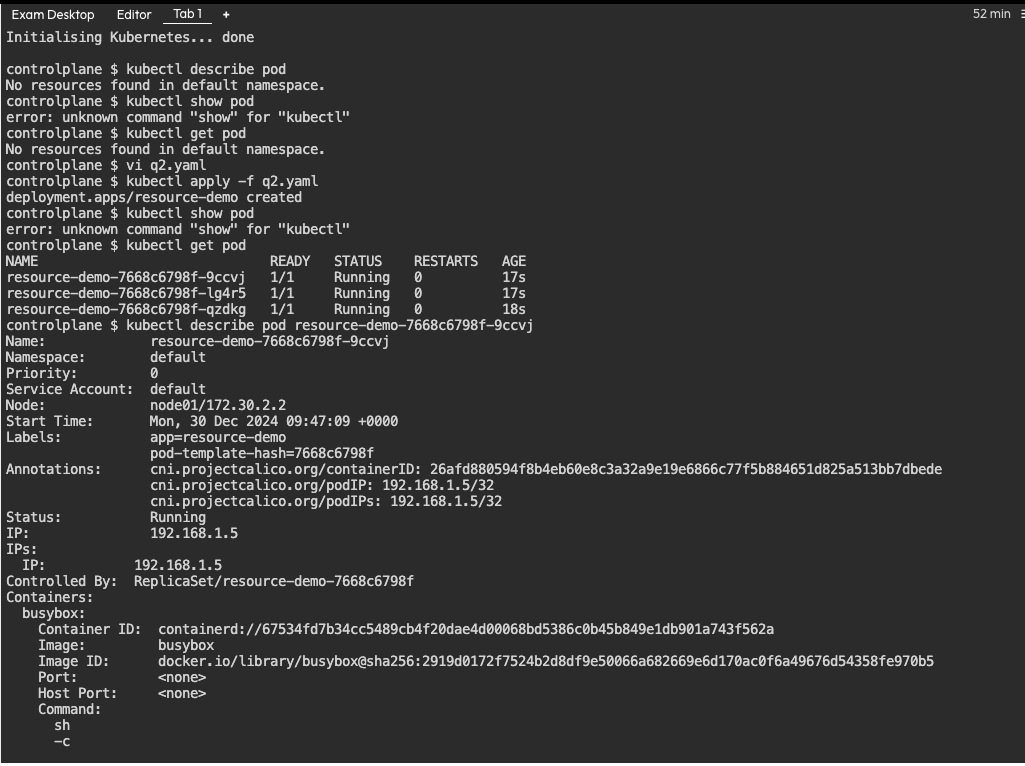 Exam Desktop Editor Tab 1 + 52 min
Initialising Kubernetes... done
controlplane $ kubectl describe pod
No resources found in default namespace.
controlplane $ kubectl show pod
error: unknown command "show" for "kubectl"
controlplane $ kubectl get pod
No resources found in default namespace.
controlplane $ vi q2.yaml
controlplane $ kubectl apply -f q2.yaml
deployment.apps/resource-demo created
controlplane $ kubectl show pod
error: unknown command "show" for "kubectl"
controlplane $ kubectl get pod
NAME READY STATUS RESTARTS AGE
resource-demo-7668c6798f-9ccvj 1/1 Running 0 17s
resource-demo-7668c6798f-lg4r5 1/1 Running 0 17s
resource-demo-7668c6798f-qzdkg 1/1 Running 0 18s
controlplane $ kubectl describe pod resource-demo-7668c6798f-9ccvj
Name: resource-demo-7668c6798f-9ccvj
Namespace: default
Priority: 0
Service Account: default
Node: node01/172.30.2.2
Start Time: Mon, 30 Dec 2024 09:47:09 +0000
Labels: app=resource-demo
pod-template-hash=7668c6798f
Annotations: cni.projectcalico.org/containerID: 26afd880594f8b4eb60e8c3a32a9e19e6866c77f5b884651d825a513bb7dbede
cni.projectcalico.org/podIP: 192.168.1.5/32
cni.projectcalico.org/podIPs: 192.168.1.5/32
Status: Running
IP: 192.168.1.5
IPs:
IP: 192.168.1.5
Controlled By: ReplicaSet/resource-demo-7668c6798f
Containers:
busybox:
Container ID: containerd://67534fd7b34cc5489cb4f20dae4d00068bd5386c0b45b849e1db901a743f562a
Image: busybox
Image ID: docker.io/library/busybox@sha256:2919d0172f7524b2d8df9e50066a682669e6d170ac0f6a49676d54358fe970b5
Port: <none>
Host Port: <none>
Command:
sh
-c